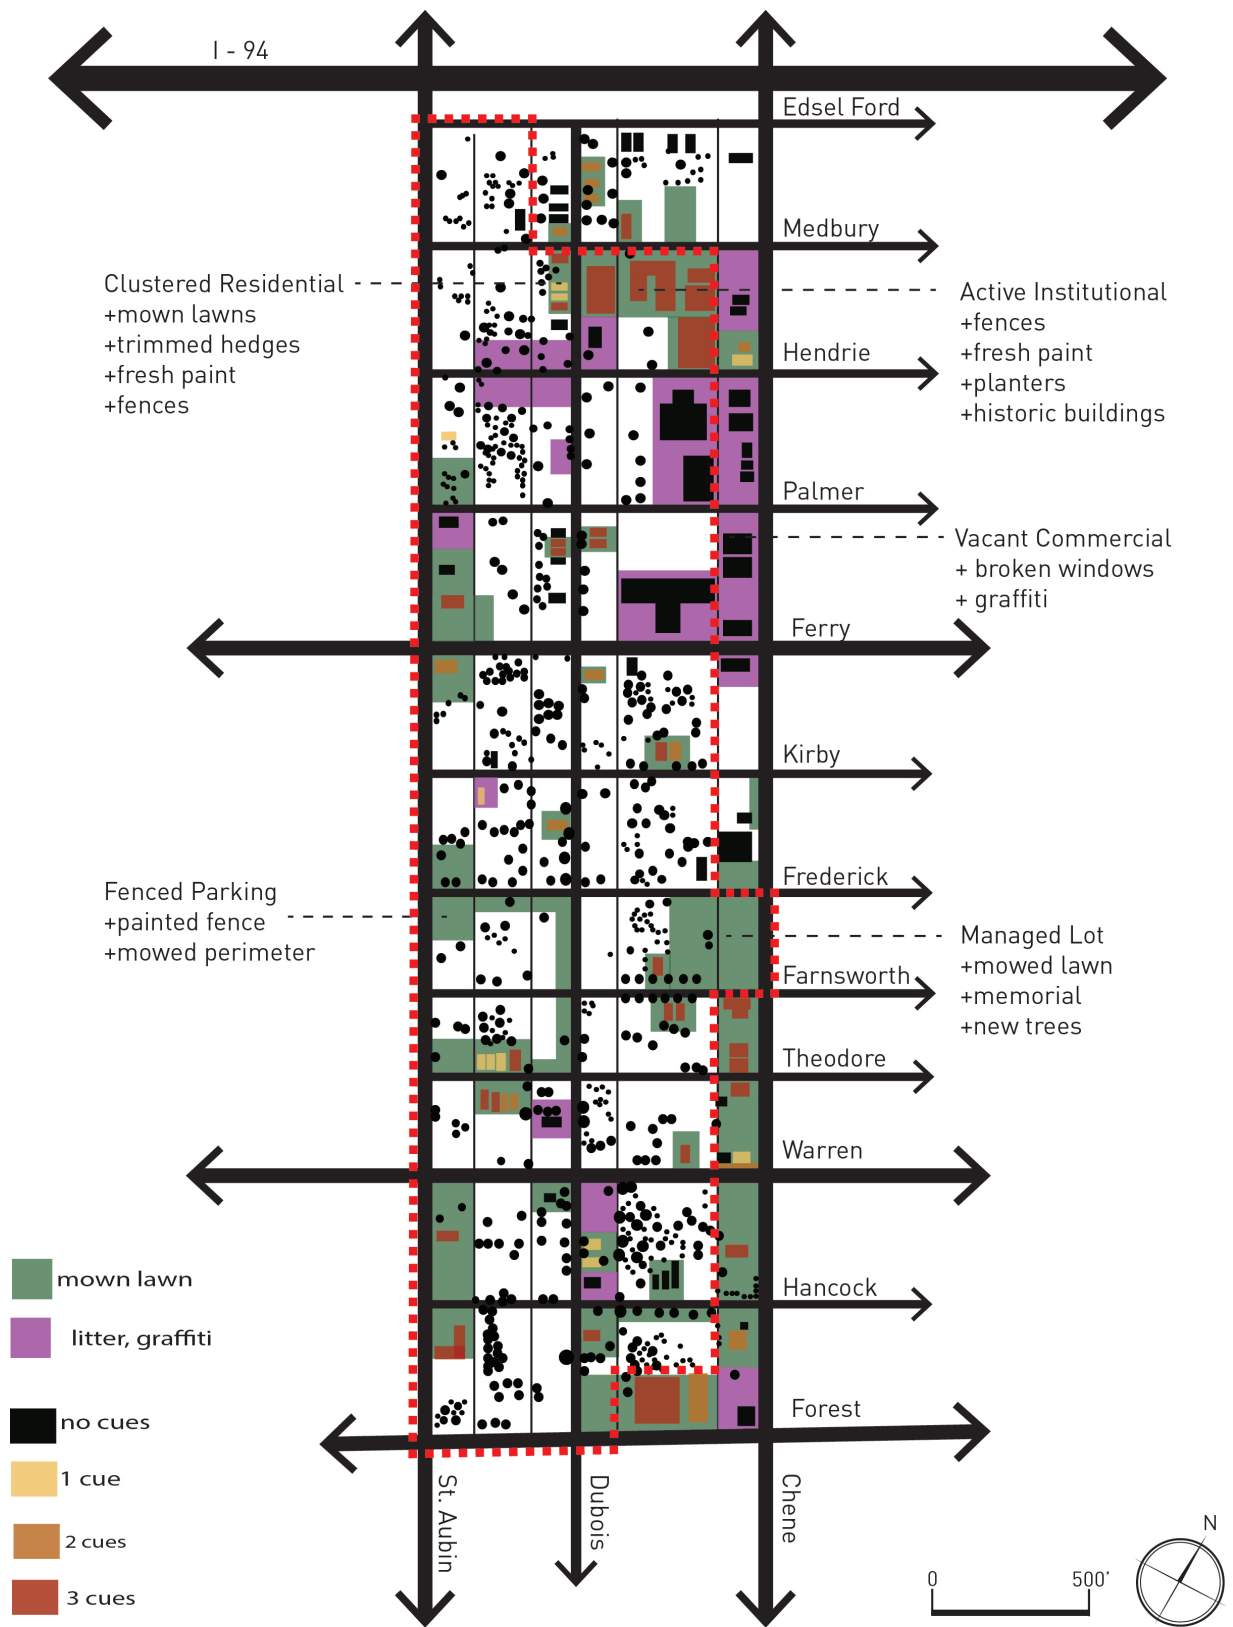 I - 94
Edsel Ford
Medbury
Clustered Residential
+mown lawns
+trimmed hedges
+fresh paint
+fences
Active Institutional
+fences
+fresh paint
+planters
+historic buildings
Hendrie
Palmer
Vacant Commercial
+ broken windows
+ graffiti
Ferry
Kirby
Frederick
Fenced Parking
+painted fence
+mowed perimeter
Managed Lot
+mowed lawn
+memorial
+new trees
Farnsworth
Theodore
Warren
Hancock
Forest
mown lawn
litter, graffiti
no cues
1 cue
2 cues
3 cues
St. Aubin
Dubois
Chene
0 500'
N